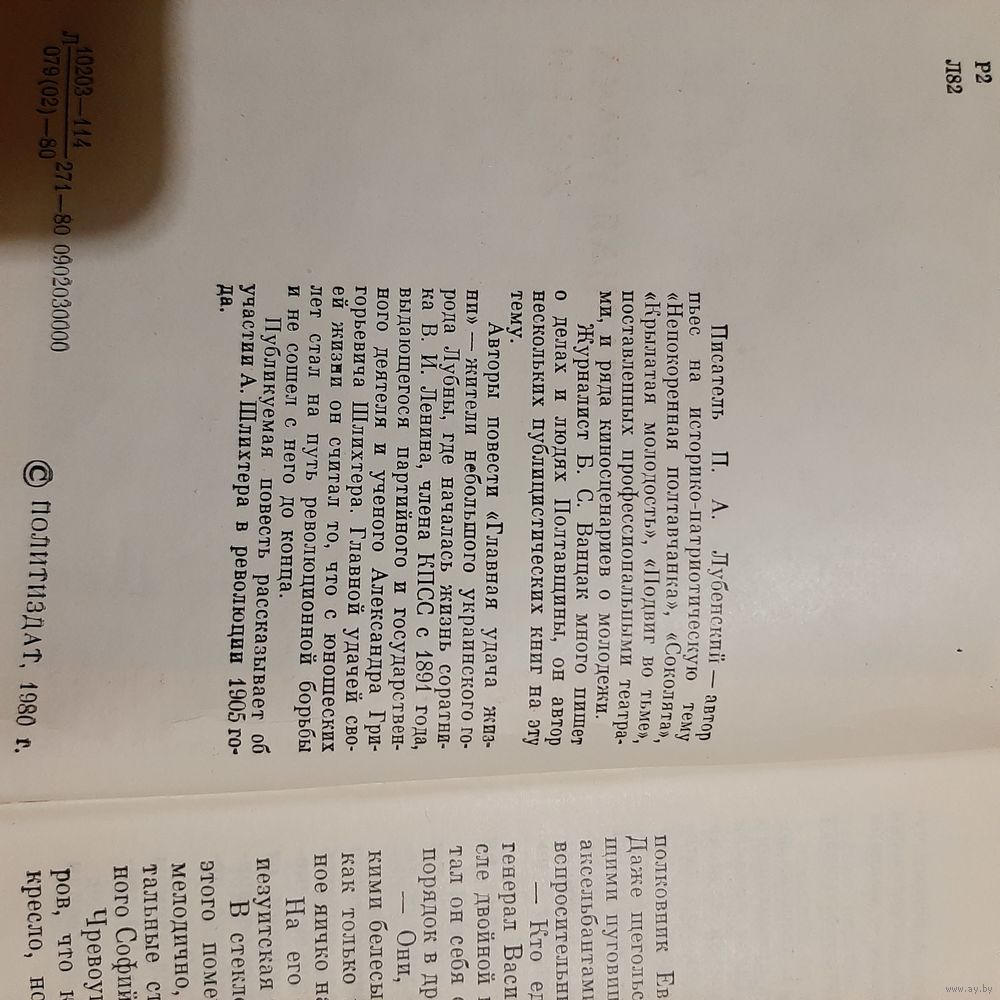 Р2
Л82
Писатель П. А. Лубенский — автор
пьес на историко-патриотическую тему
«Непокоренная полтавчанка», «Соколята»,
«Крылатая молодость», «Подвиг во тьме»,
поставленных профессиональными театра-
ми, и ряда киносценариев о молодежи.
Журналист Б. С. Ванцак много пишет
о делах и людях Полтавщины, он автор
нескольких публицистических книг на эту
тему.
Авторы повести «Главная удача жиз-
ни» — жители небольшого украинского го-
рода Лубны, где началась жизнь соратни-
ка В. И. Ленина, члена КПСС с 1891 года,
выдающегося партийного и государствен-
ного деятеля и ученого Александра Гри-
горьевича Шлихтера. Главной удачей сво-
ей жизни он считал то, что с юношеских
лет стал на путь революционной борьбы
и не сошел с него до конца.
Публикуемая повесть рассказывает об
участии А. Шлихтера в революции 1905 го-
да.
Л 10203—114
079(02)—80 271—80 0902030000
© ПОЛИТИЗДАТ, 1980 г.
полковник Ев
Даже щегольс
щими пуговиц
аксельбантами
вспросительн
— Кто ед
генерал Васи
сле двойной
тал он себя
порядок в др
— Они,
кими белесы
как только
ное яичко на
На его
иезуитская
В стекло
этого поме
мелодично,
тальные ст
ного Софий
Чревоу
ров, что к
кресло, но
www.ay.by